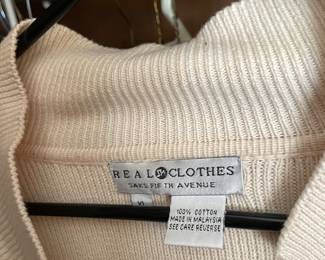 REAL CLOTHES
SAKS FIFTH AVENUE
S
100% COTTON
MADE IN MALAYSIA
SEE CARE REVERSE